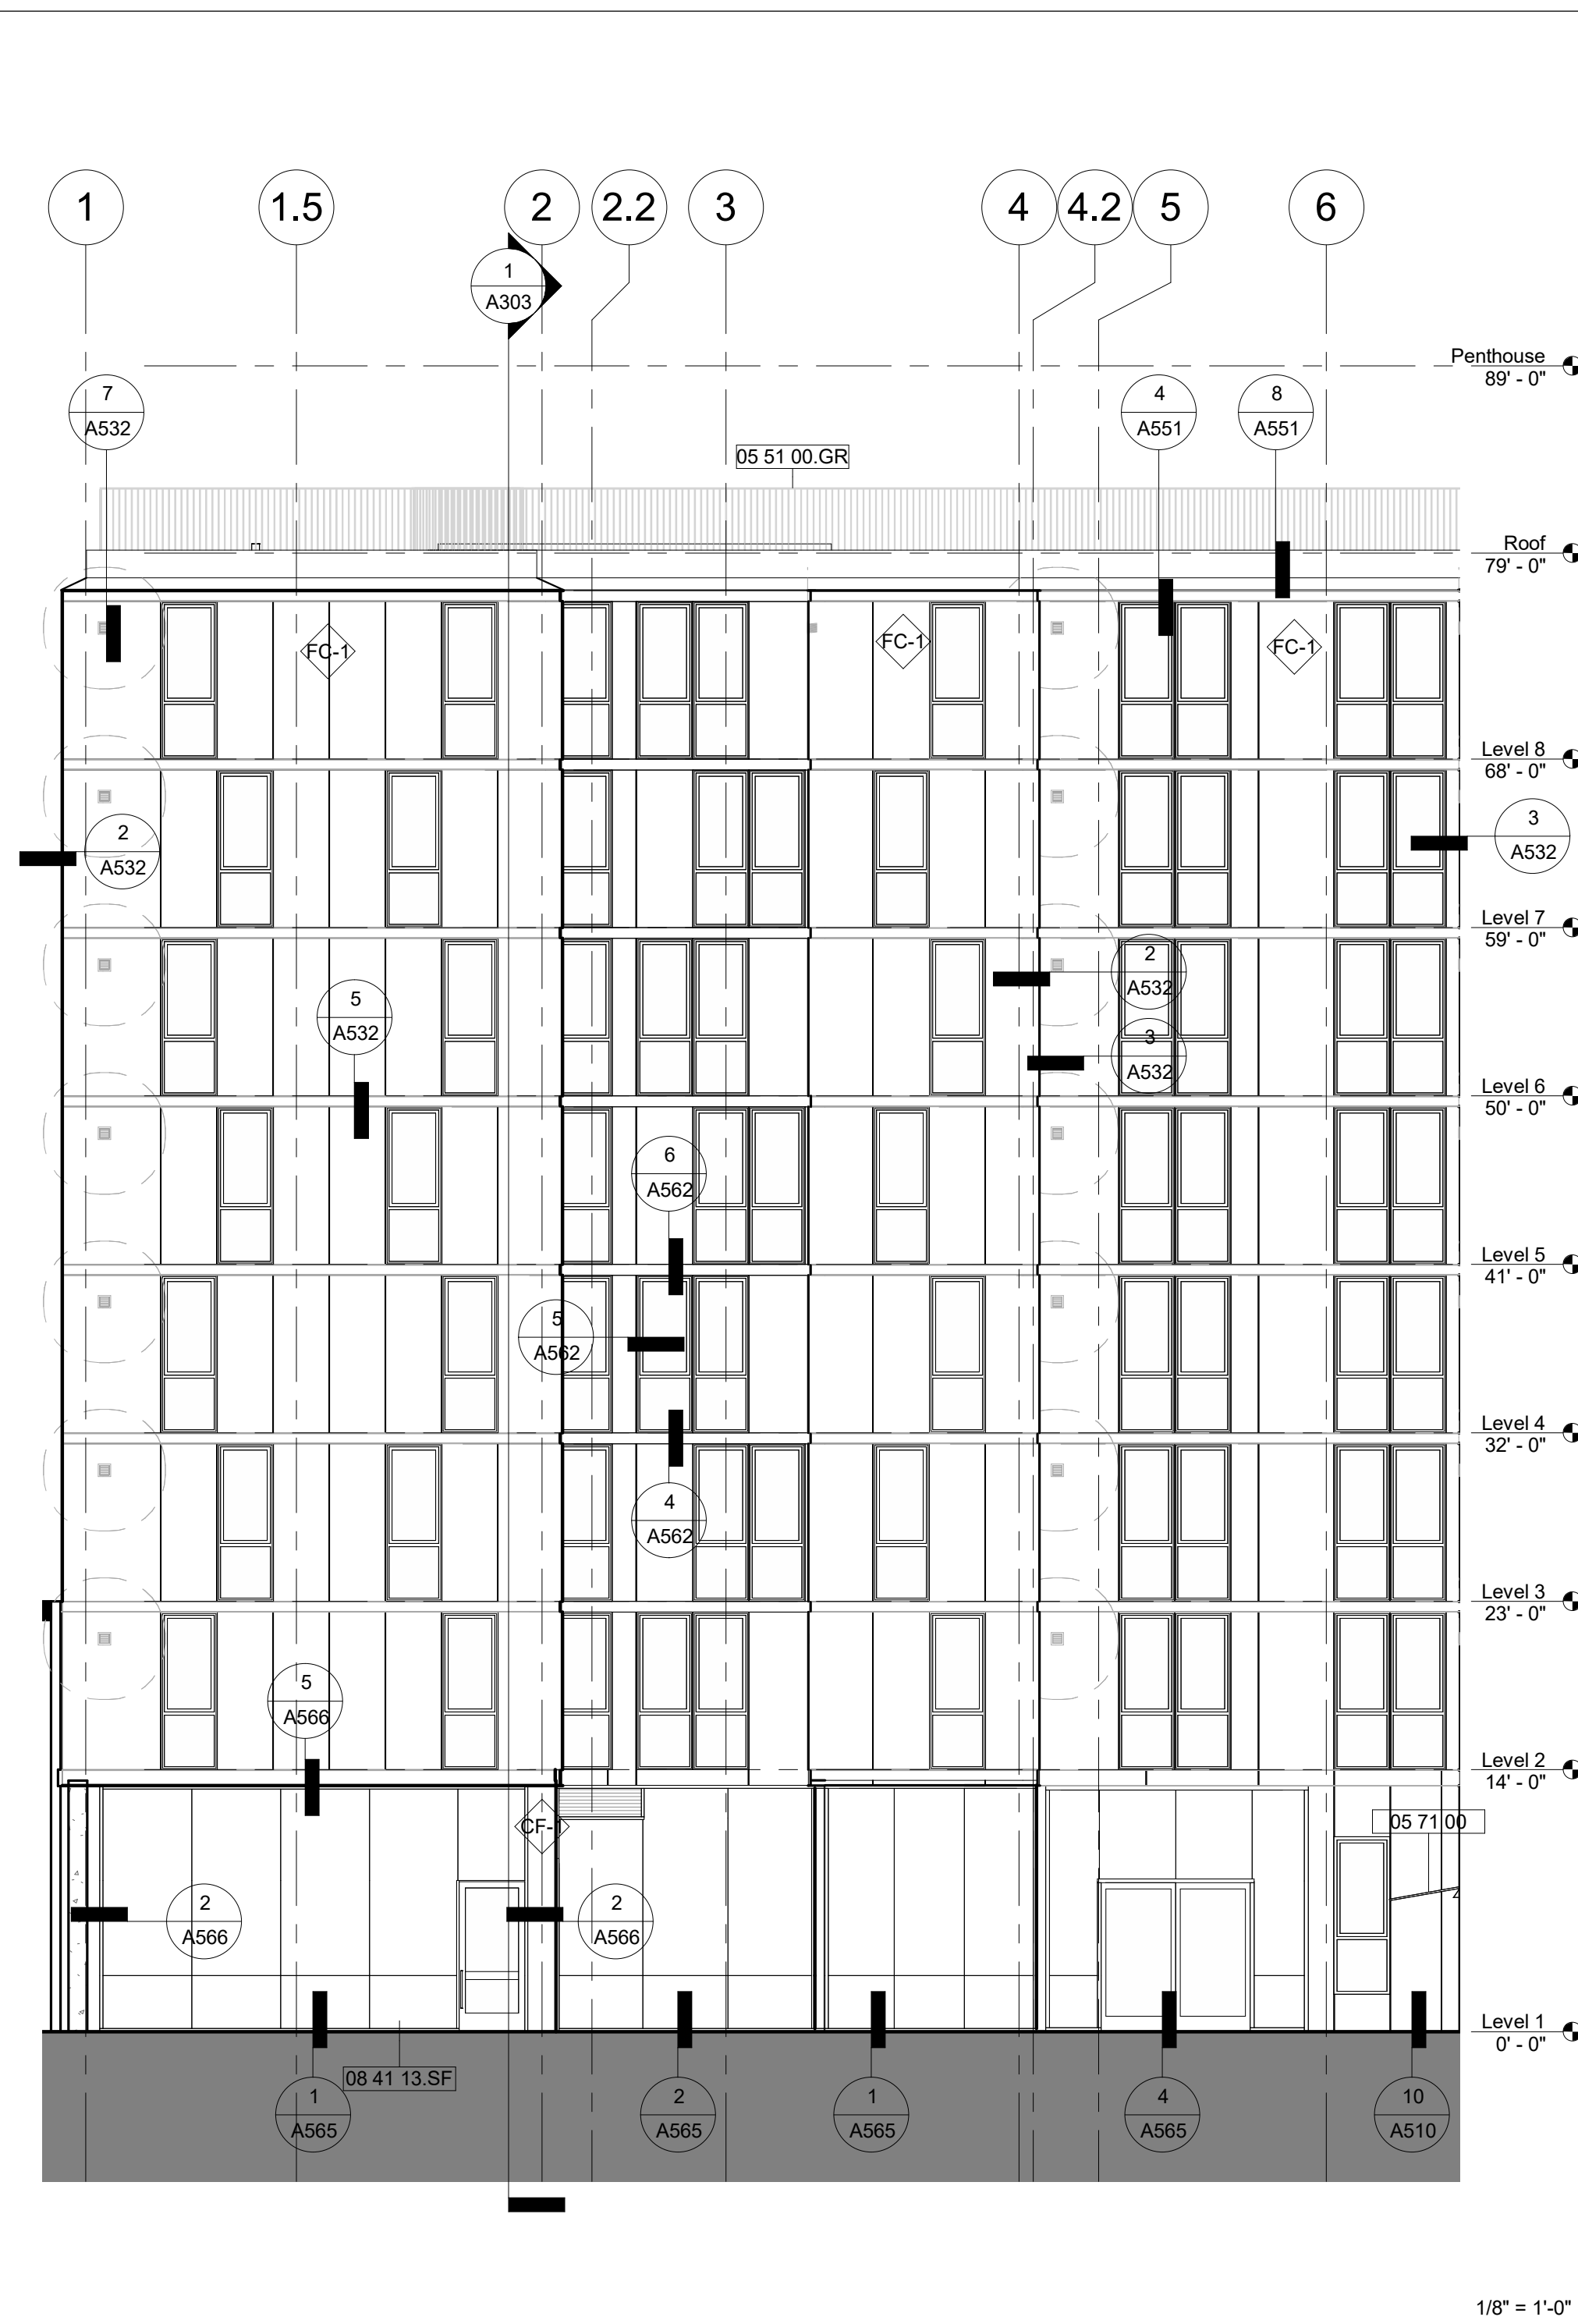 1 1.5 2 2.2 3 4 4.2 5 6
1
A303
Penthouse
89' - 0"
7
A532
4
A551
8
A551
05 51 00.GR
Roof
79' - 0"
FC-1
FC-1
FC-1
Level 8
68' - 0"
2
A532
3
A532
Level 7
59' - 0"
2
A532
5
A532
3
A532
Level 6
50' - 0"
6
A562
Level 5
41' - 0"
5
A562
Level 4
32' - 0"
4
A562
Level 3
23' - 0"
5
A566
Level 2
14' - 0"
CF-1
05 71 00
2
A566
2
A566
Level 1
0' - 0"
08 41 13.SF
1
A565
2
A565
1
A565
4
A565
10
A510
1/8" = 1'-0"